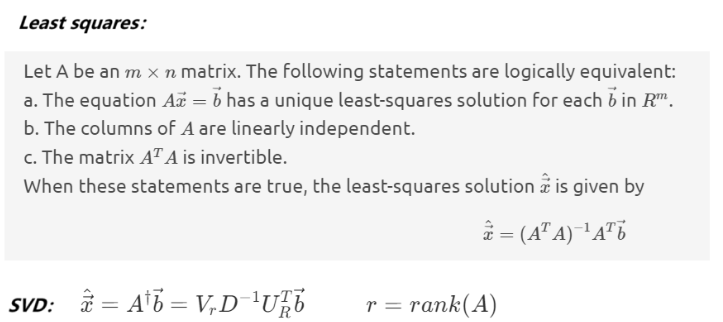 Least squares:
Let A be an m × n matrix. The following statements are logically equivalent:
a. The equation A\vec{x} = \vec{b} has a unique least-squares solution for each \vec{b} in R^m.
b. The columns of A are linearly independent.
c. The matrix A^T A is invertible.
When these statements are true, the least-squares solution \hat{\vec{x}} is given by
\hat{\vec{x}} = (A^T A)^{-1} A^T \vec{b}
SVD: \hat{\vec{x}} = A^† \vec{b} = V_r D^{-1} U_R^T \vec{b} r = rank(A)